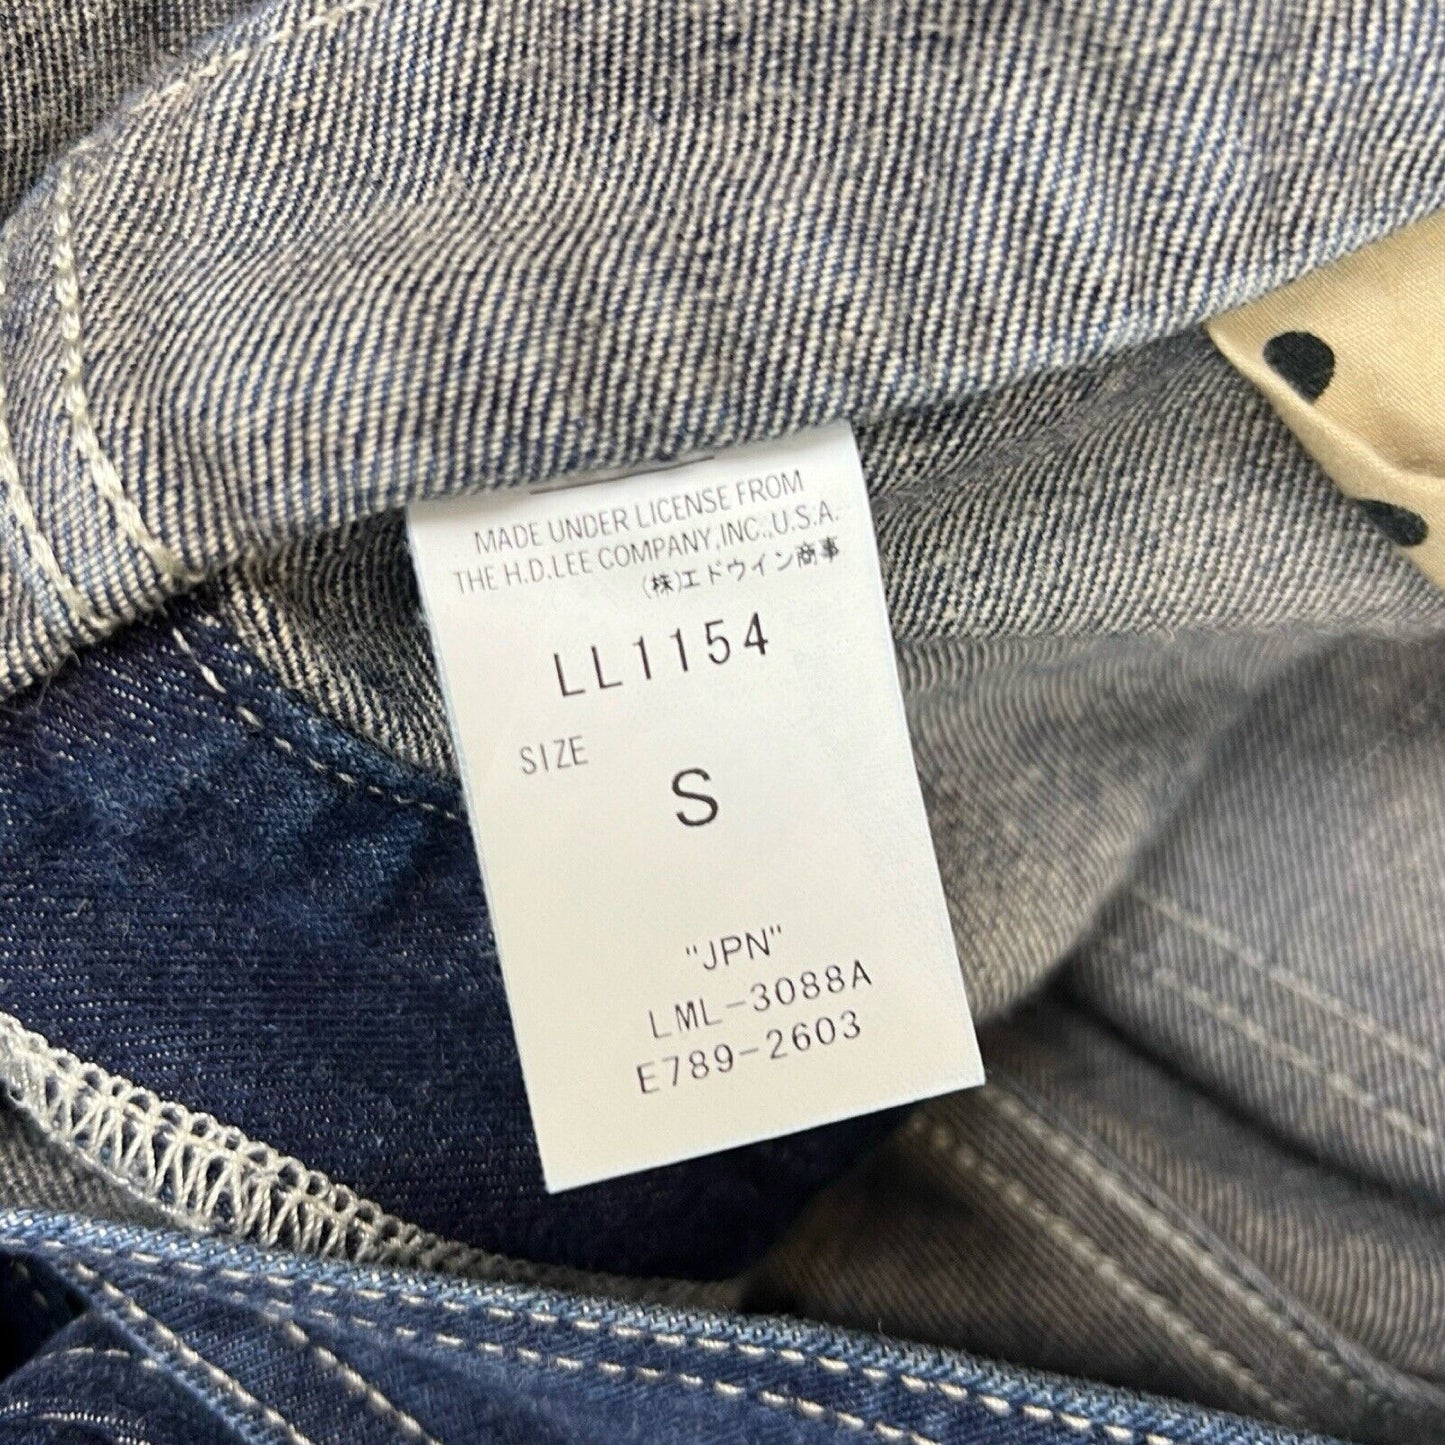 MADE UNDER LICENSE FROM
THE H.D.LEE COMPANY,INC.,U.S.A.
(株)エドウイン商事
LL1154
SIZE
S
"JPN"
LML-3088A
E789-2603